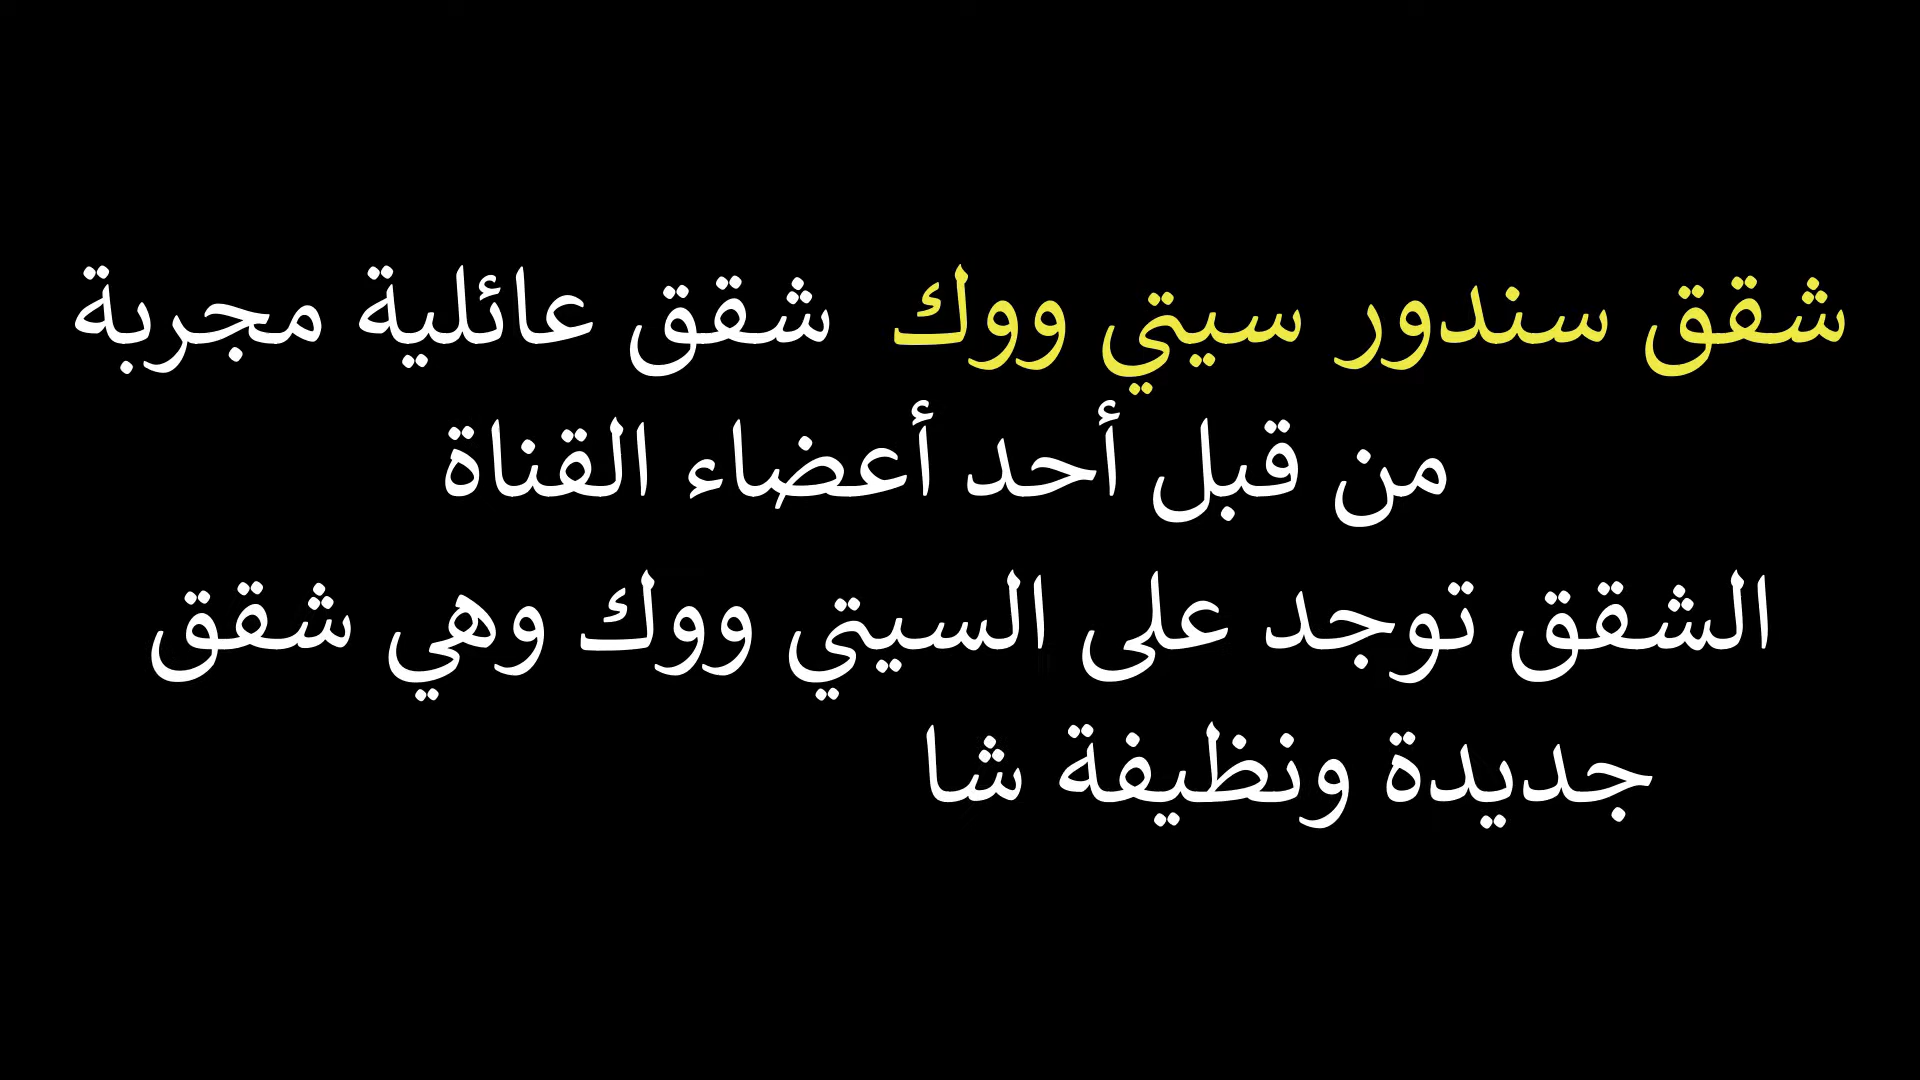 شقق سندور سيتي ووك  شقق عائلية مجربة
من قبل أحد أعضاء القناة
الشقق توجد على السيتي ووك وهي شقق
جديدة ونظيفة شا